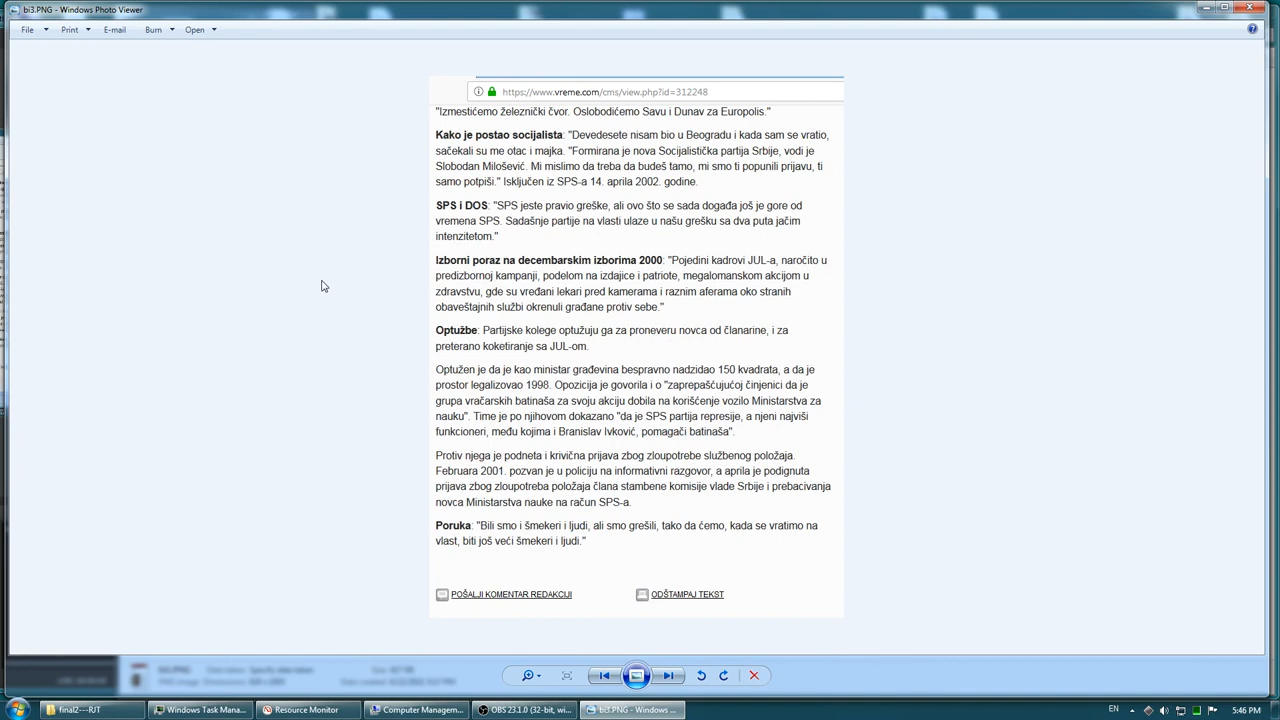 bi3.PNG - Windows Photo Viewer
File Print E-mail Burn Open
https://www.vreme.com/cms/view.php?id=312248
"Izmestićemo železnički čvor. Oslobodićemo Savu i Dunav za Europolis."
Kako je postao socijalista: "Devedesete nisam bio u Beogradu i kada sam se vratio,
sačekali su me otac i majka. "Formirana je nova Socijalistička partija Srbije, vodi je
Slobodan Milošević. Mi mislimo da treba da budeš tamo, mi smo ti popunili prijavu, ti
samo potpiši." Isključen iz SPS-a 14. aprila 2002. godine.
SPS i DOS: "SPS jeste pravio greške, ali ovo što se sada događa još je gore od
vremena SPS. Sadašnje partije na vlasti ulaze u našu grešku sa dva puta jačim
intenzitetom."
Izborni poraz na decembarskim izborima 2000: "Pojedini kadrovi JUL-a, naročito u
predizbornoj kampanji, podelom na izdajice i patriote, megalomanskom akcijom u
zdravstvu, gde su vređani lekari pred kamerama i raznim aferama oko stranih
obaveštajnih službi okrenuli građane protiv sebe."
Optužbe: Partijske kolege optužuju ga za proneveru novca od članarine, i za
preterano koketiranje sa JUL-om.
Optužen je da je kao ministar građevina bespravno nadzidao 150 kvadrata, a da je
prostor legalizovao 1998. Opozicija je govorila i o "zaprepašćujućoj činjenici da je
grupa vračarskih batinaša za svoju akciju dobila na korišćenje vozilo Ministarstva za
nauku". Time je po njihovom dokazano "da je SPS partija represije, a njeni najviši
funkcioneri, među kojima i Branislav Ivković, pomagači batinaša".
Protiv njega je podneta i krivična prijava zbog zloupotrebe službenog položaja.
Februara 2001. pozvan je u policiju na informativni razgovor, a aprila je podignuta
prijava zbog zloupotreba položaja člana stambene komisije vlade Srbije i prebacivanja
novca Ministarstva nauke na račun SPS-a.
Poruka: "Bili smo i šmekeri i ljudi, ali smo grešili, tako da ćemo, kada se vratimo na
vlast, biti još veći šmekeri i ljudi."
POŠALJI KOMENTAR REDAKCIJI ODŠTAMPAJ TEKST
final2---RJT Windows Task Mana... Resource Monitor Computer Managem... OBS 23.1.0 (32-bit, wi... bi3.PNG - Windows ... EN 5:46 PM